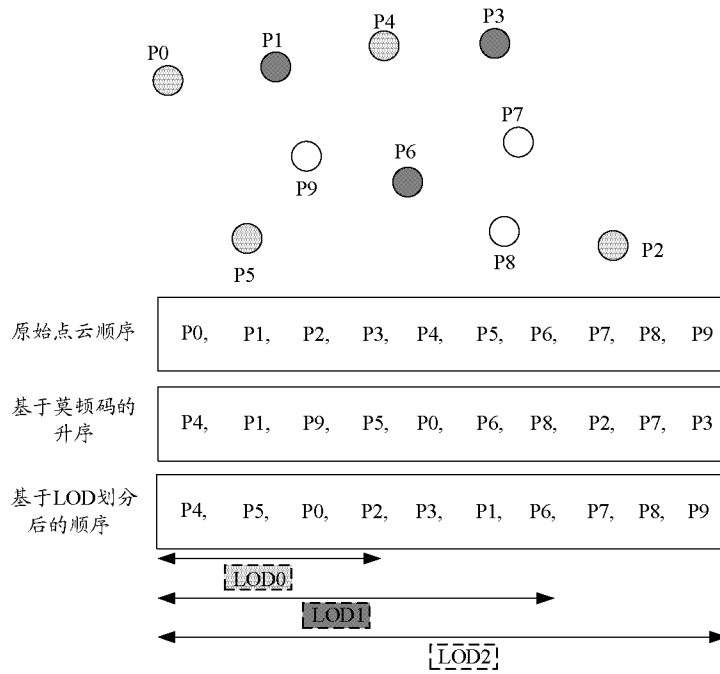 P4
P3
P1
P0
P7
P6
P9
P2
P8
P5
原始点云顺序
P0, P1, P2, P3, P4, P5, P6, P7, P8, P9
基于莫顿码的
升序
P4, P1, P9, P5, P0, P6, P8, P2, P7, P3
基于LOD划分
后的顺序
P4, P5, P0, P2, P3, P1, P6, P7, P8, P9
LOD0
LOD1
LOD2